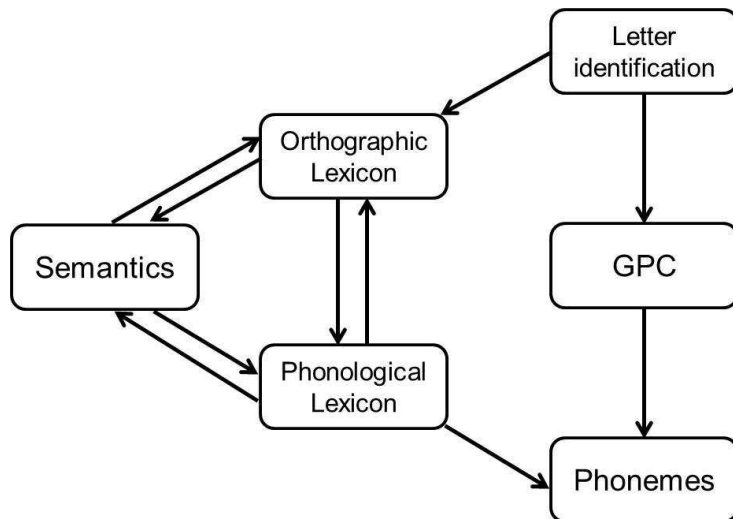 Letter
identification
Orthographic
Lexicon
Semantics
GPC
Phonological
Lexicon
Phonemes